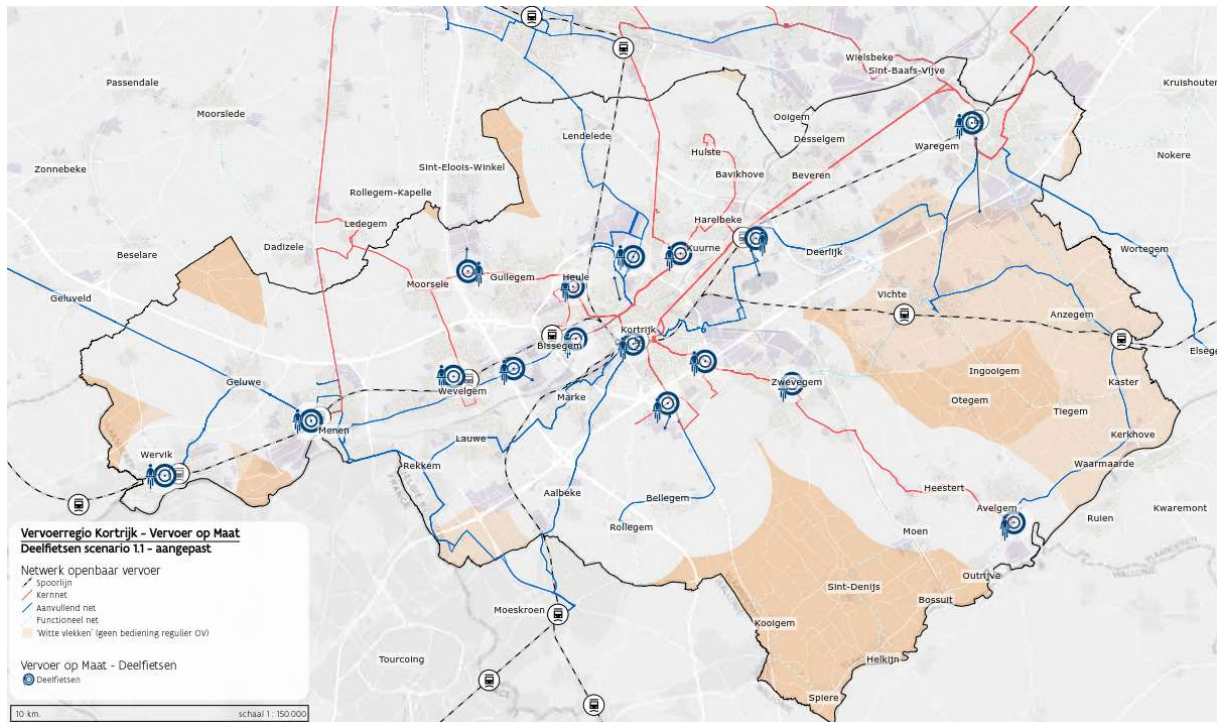 Wielsbeke
Sint-Baafs-Vijve
Passendale
Kruishouter
Moorslede
Ooigem
Lendelede
Desselgem
Waregem
Zonnebeke
Sint-Eloois-Winkel
Hulste
Nokere
Bavikhove
Beveren
Rollegem-Kapelle
Ledegem
Harelbeke
Dadizele
Kuurne
Beselare
Deerlijk
Wortegem
Gullegem
Heule
Moorsele
Geluveld
Vichte
Anzegem
Kortrijk
Bissegem
Elsege
Geluwe
Ingooigem
Zwevegem
Kaster
Wevelgem
Marke
Otegem
Tiegem
Menen
Kerkhove
Lauwe
Wervik
Rekkem
Waarmaarde
Heestert
Aalbeke
Bellegem
Avelgem
Kwaremont
Ruien
Rollegem
Moen
Outrijve
Sint-Denijs
Bossuit
Moeskroen
Kooigem
Tourcoing
Helkijn
Spiere
Vervoerregio Kortrijk - Vervoer op Maat
Deelfietsen scenario 1.1 - aangepast
Netwerk openbaar vervoer
Spoorlijn
Kernnet
Aanvullend net
Functioneel net
'Witte vlekken' (geen bediening regulier OV)
Vervoer op Maat - Deelfietsen
Deelfietsen
10 km.
schaal 1 : 150.000